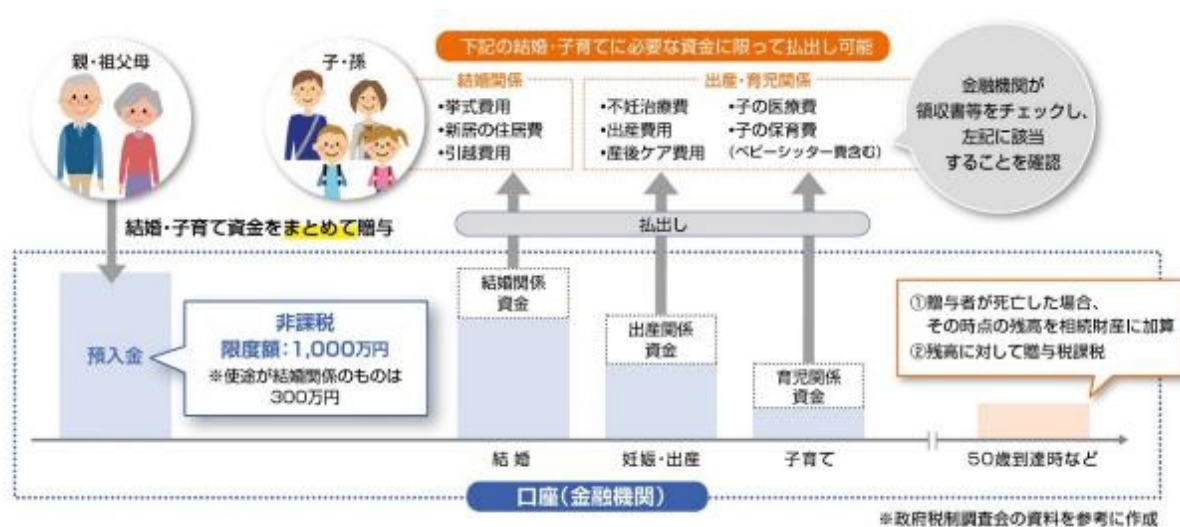 下記の結婚・子育てに必要な資金に限って払出し可能
親・祖父母
子・孫
結婚関係
•挙式費用
•新居の住居費
•引越費用
出産・育児関係
•不妊治療費
•出産費用
•産後ケア費用
•子の医療費
•子の保育費
(ベビーシッター費含む)
金融機関が
領収書等をチェックし、
左記に該当
することを確認
結婚・子育て資金をまとめて贈与
払出し
預入金
非課税
限度額:1,000万円
※使途が結婚関係のものは
300万円
結婚関係
資金
出産関係
資金
育児関係
資金
①贈与者が死亡した場合、
その時点の残高を相続財産に加算
②残高に対して贈与税課税
結婚
妊娠・出産
子育て
50歳到達時など
口座(金融機関)
※政府税制調査会の資料を参考に作成